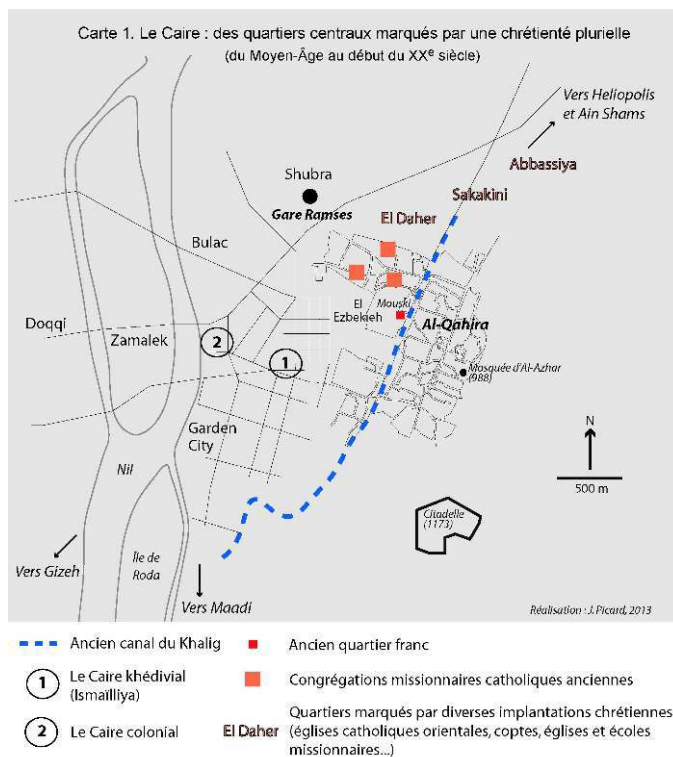 Carte 1. Le Caire : des quartiers centraux marqués par une chrétienté plurielle
(du Moyen-Âge au début du XXe siècle)
Vers Heliopolis
et Ain Shams
Abbassiya
Shubra
Sakakini
Gare Ramses
El Daher
Bulac
Mouski
El
Ezbekieh
Al-Qahira
Doqqi
Zamalek
2
1
Mosquée d'Al-Azhar
(988)
Garden
City
N
500 m
Nil
Citadelle
(1173)
Vers Gizeh
Île de
Roda
Vers Maadi
Réalisation : J. Picard, 2013
Ancien canal du Khalig
Ancien quartier franc
1
Le Caire khédivial
(Ismaïlliya)
Congrégations missionnaires catholiques anciennes
2
Le Caire colonial
El Daher
Quartiers marqués par diverses implantations chrétiennes
(églises catholiques orientales, coptes, églises et écoles
missionnaires...)